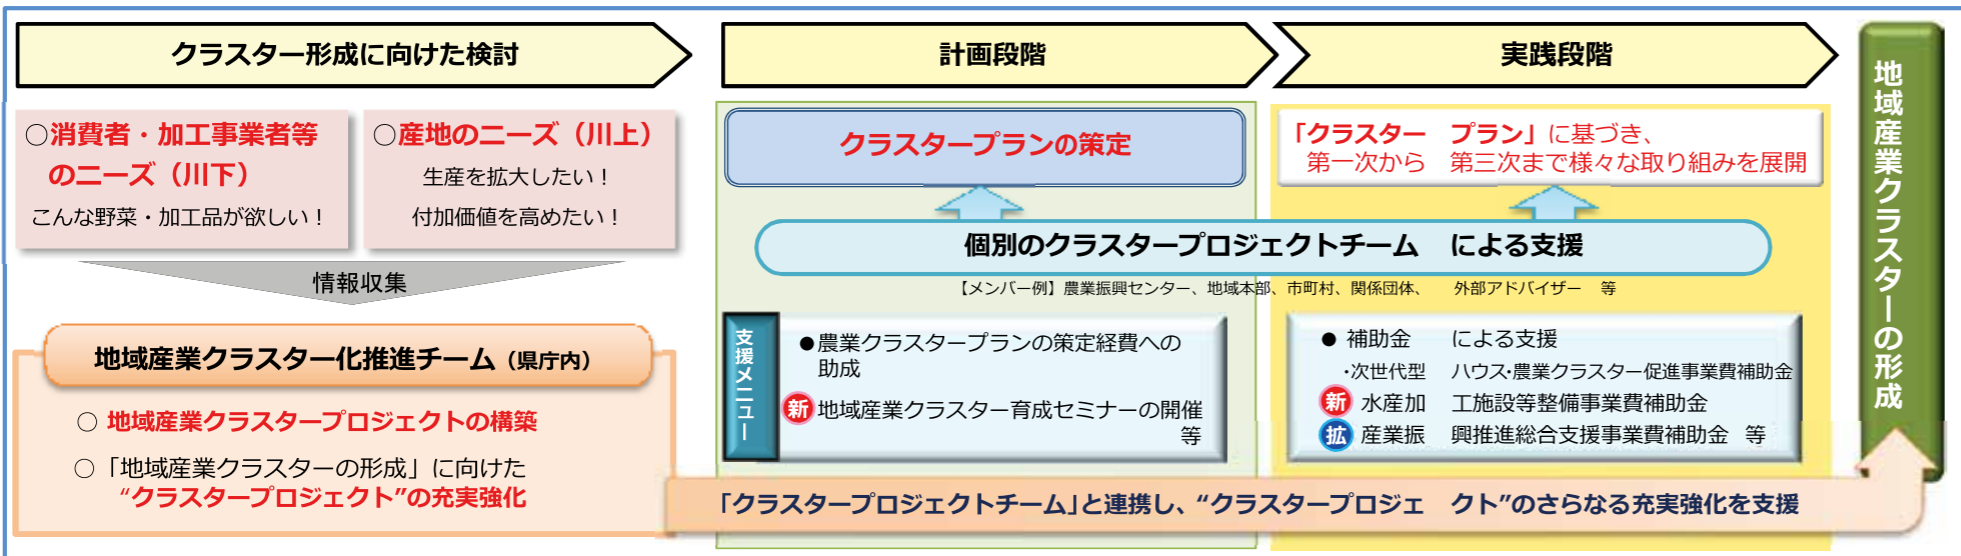 クラスター形成に向けた検討
○消費者・加工事業者等
のニーズ（川下）
こんな野菜・加工品が欲しい！
○産地のニーズ（川上）
生産を拡大したい！
付加価値を高めたい！
情報収集
地域産業クラスター化推進チーム（県庁内）
○ 地域産業クラスタープロジェクトの構築
○「地域産業クラスターの形成」に向けた
“クラスタープロジェクト”の充実強化
計画段階
クラスタープランの策定
実践段階
「クラスター　プラン」に基づき、
第一次から　第三次まで様々な取り組みを展開
個別のクラスタープロジェクトチーム　による支援
【メンバー例】農業振興センター、地域本部、市町村、関係団体、　外部アドバイザー　等
支援メニュー
●農業クラスタープランの策定経費への
助成
新 地域産業クラスター育成セミナーの開催
等
● 補助金　による支援
・次世代型　ハウス・農業クラスター促進事業費補助金
新 水産加　工施設等整備事業費補助金
拡 産業振　興推進総合支援事業費補助金　等
「クラスタープロジェクトチーム」と連携し、“クラスタープロジェ　クト”のさらなる充実強化を支援
地域産業クラスターの形成